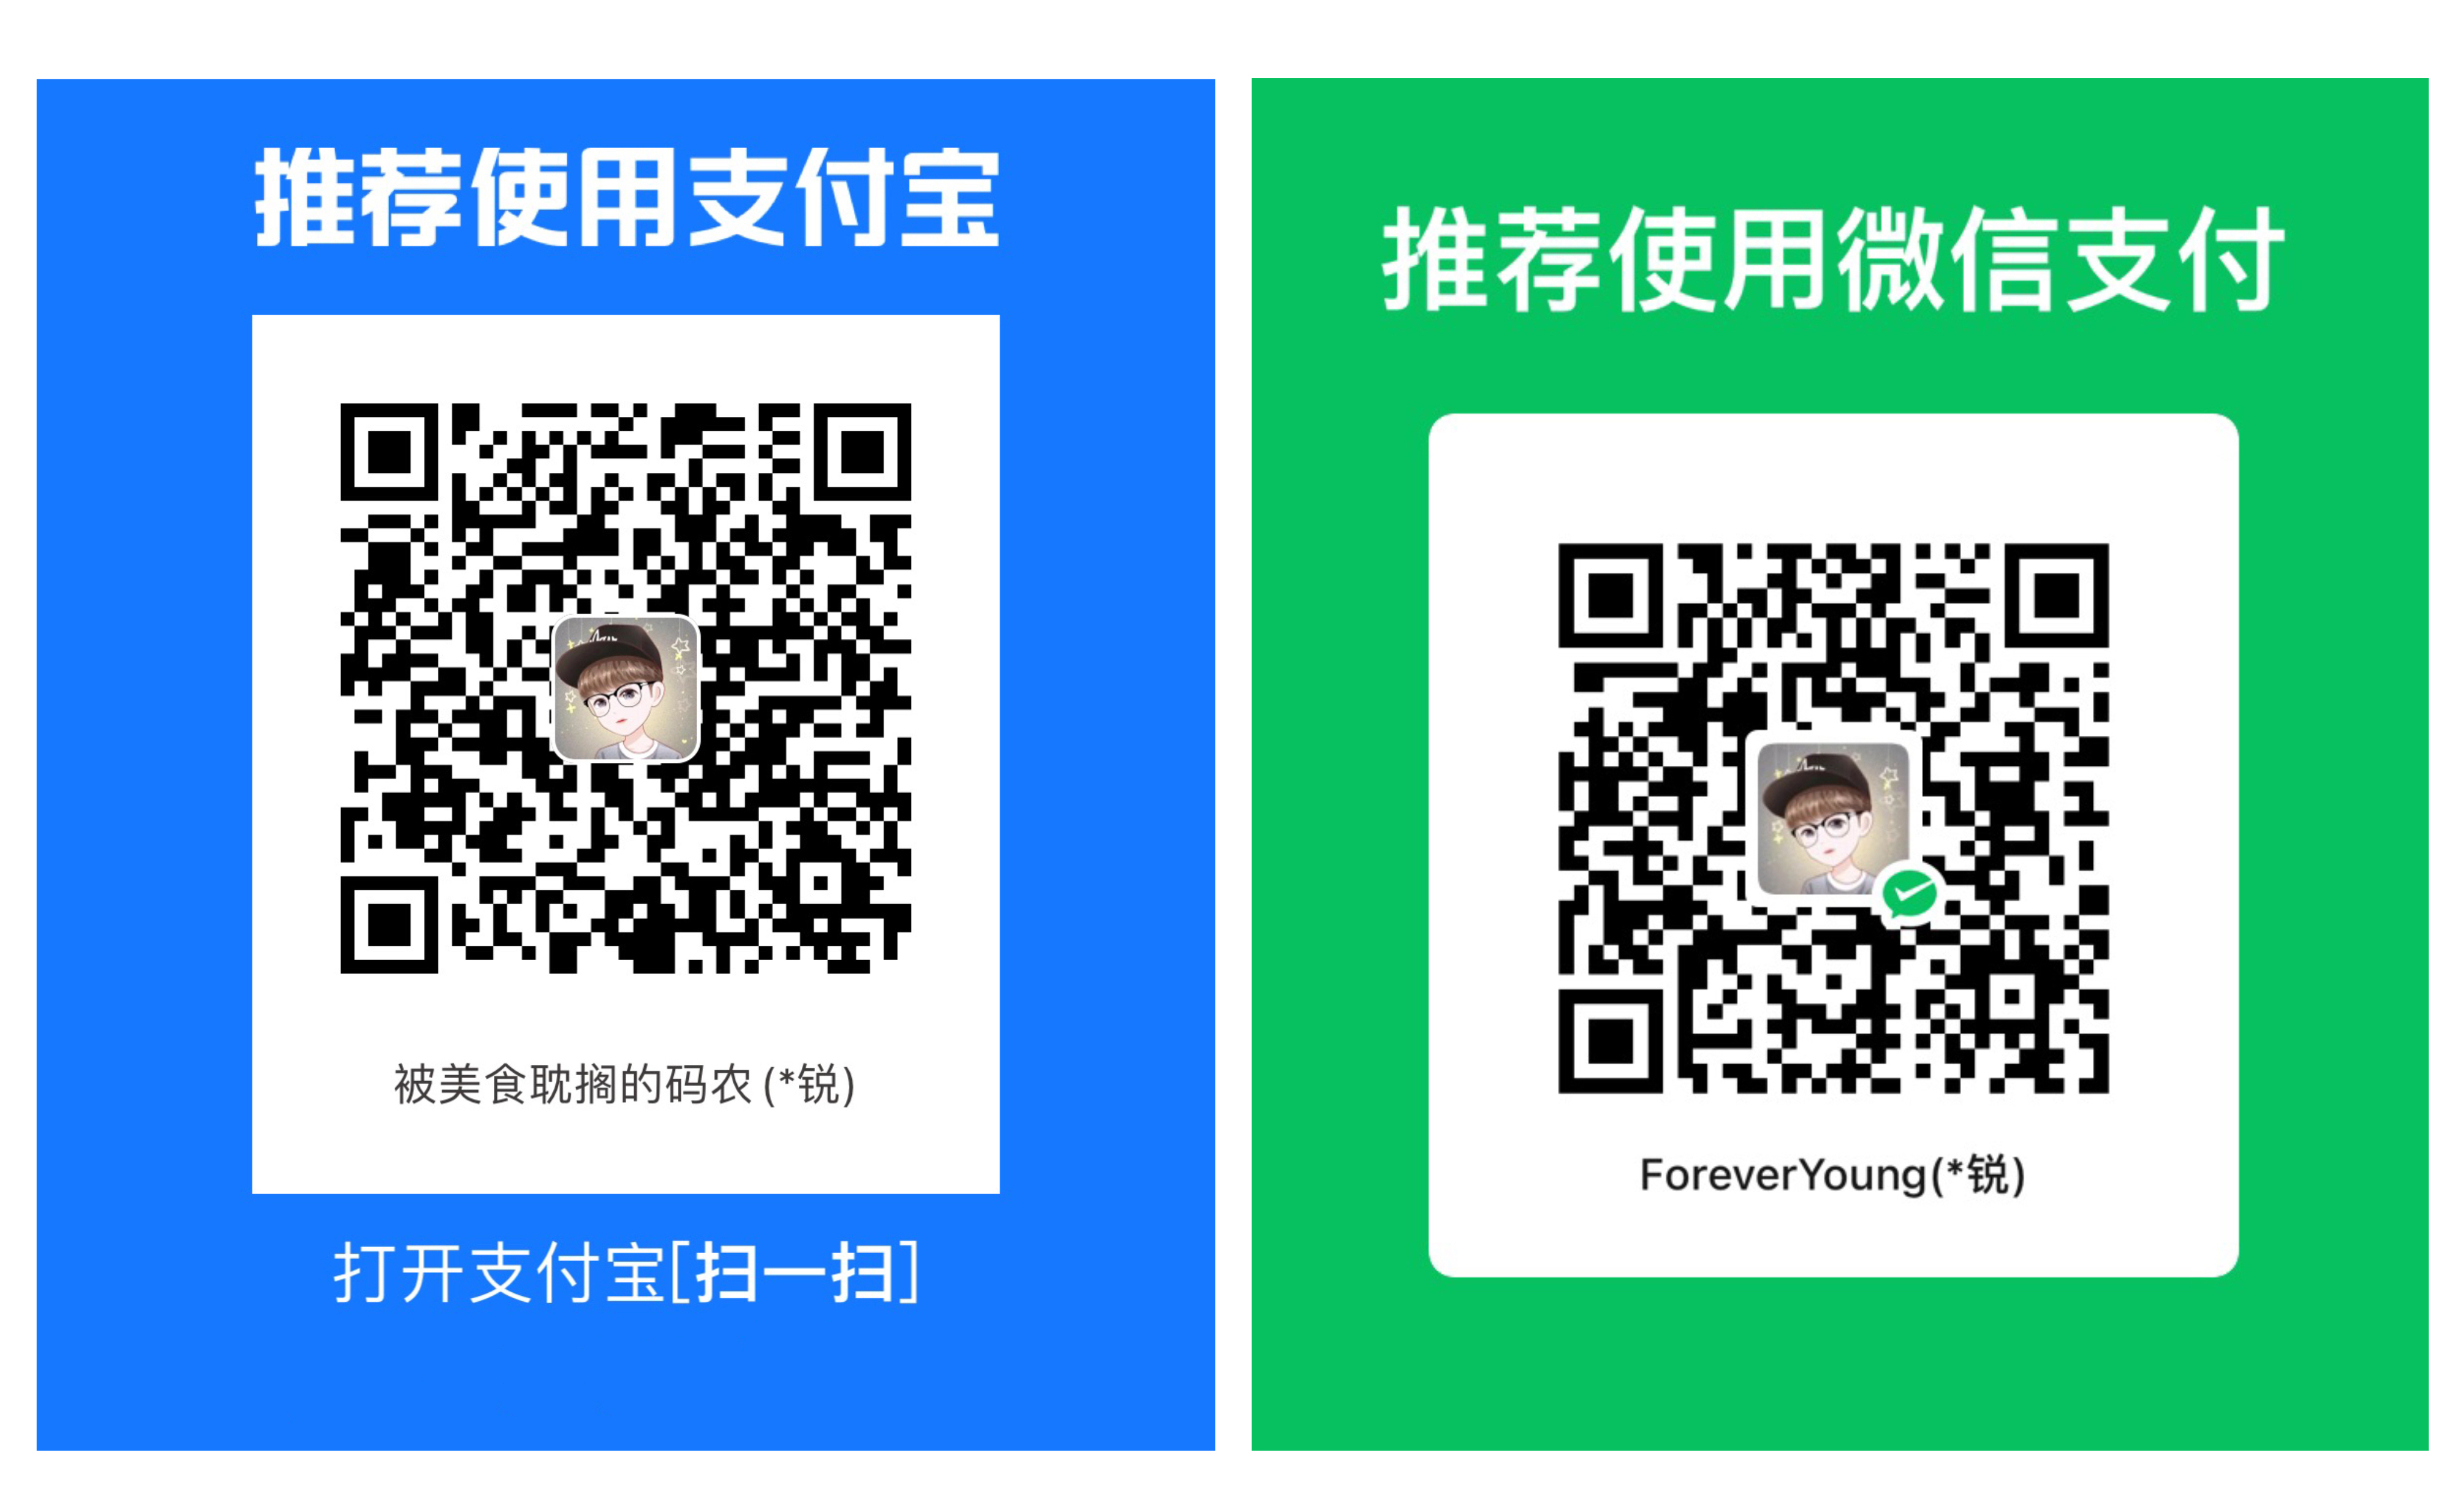 推荐使用支付宝
被美食耽搁的码农(*锐)
打开支付宝[扫一扫]
推荐使用微信支付
ForeverYoung(*锐)